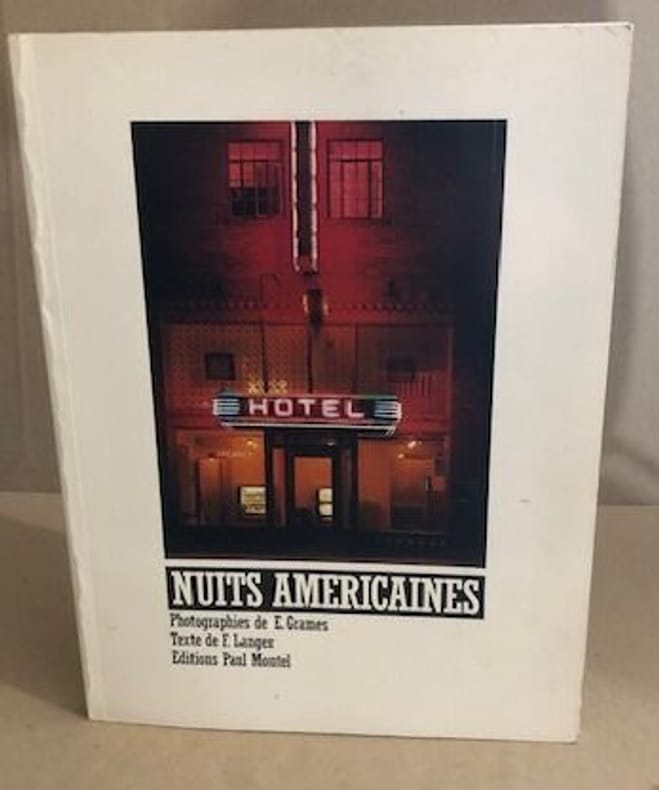 HOTEL
NUITS AMERICAINES
Photographies de E. Grames
Texte de F. Langer
Editions Paul Montel